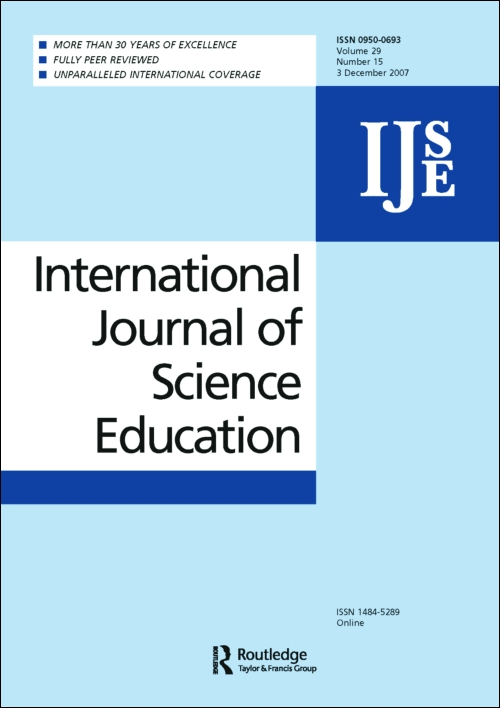 MORE THAN 30 YEARS OF EXCELLENCE
FULLY PEER REVIEWED
UNPARALLELED INTERNATIONAL COVERAGE
ISSN 0950-0693
Volume 29
Number 15
3 December 2007
IJSE
International
Journal of
Science
Education
ISSN 1484-5289
Online
R
ROUTLEDGE
Routledge
Taylor & Francis Group